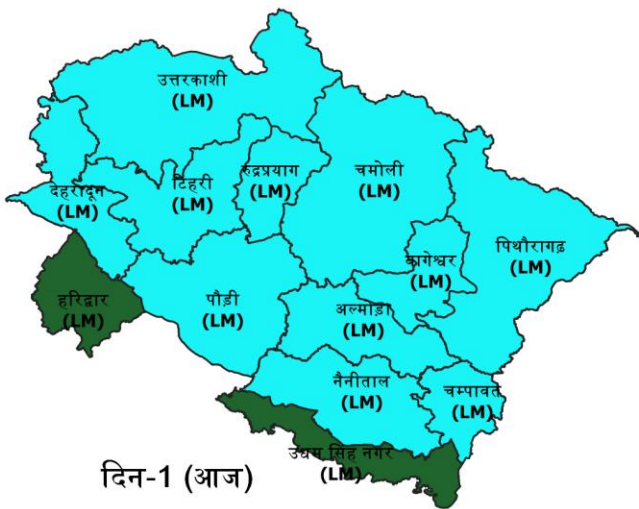 उत्तरकाशी
(LM)
देहरादून
(LM)
टिहरी
(LM)
रुद्रप्रयाग
(LM)
चमोली
(LM)
बागेश्वर
(LM)
पिथौरागढ़
(LM)
हरिद्वार
(LM)
पौड़ी
(LM)
अल्मोड़ा
(LM)
नैनीताल
(LM)
चम्पावत
(LM)
उधम सिंह नगर
(LM)
दिन-1 (आज)